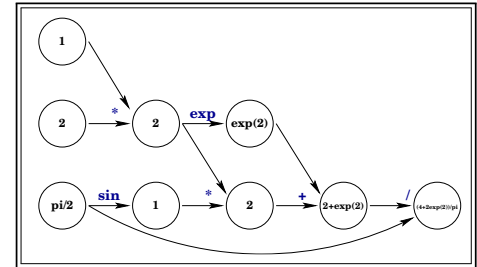 1
*
exp
2
2
exp(2)
sin
*
+
/
pi/2
1
2
2+exp(2)
(4+2exp(2))/pi